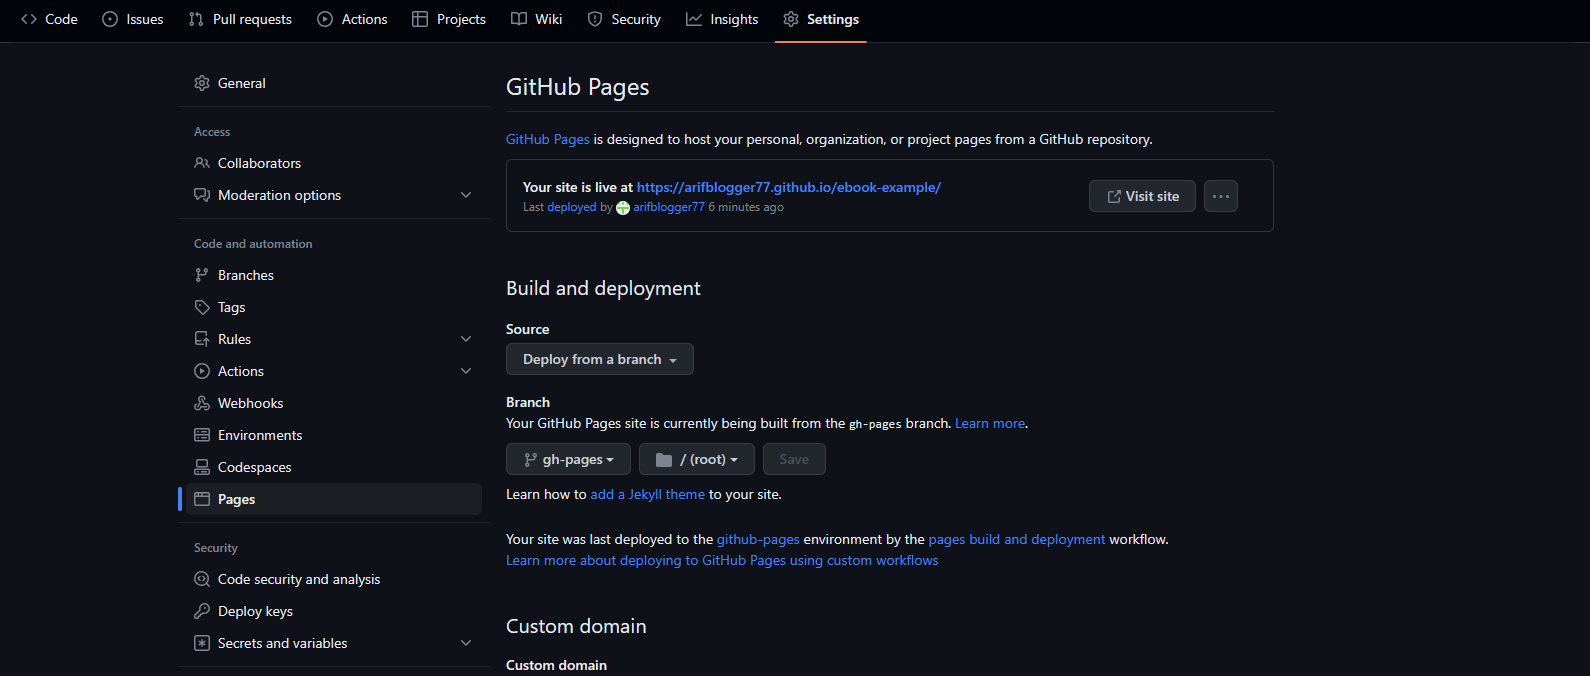 Code Issues Pull requests Actions Projects Wiki Security Insights Settings
General
Access
Collaborators
Moderation options
Code and automation
Branches
Tags
Rules
Actions
Webhooks
Environments
Codespaces
Pages
Security
Code security and analysis
Deploy keys
Secrets and variables
GitHub Pages
GitHub Pages is designed to host your personal, organization, or project pages from a GitHub repository.
Your site is live at https://arifblogger77.github.io/ebook-example/
Last deployed by arifblogger77 6 minutes ago
Visit site
Build and deployment
Source
Deploy from a branch
Branch
Your GitHub Pages site is currently being built from the gh-pages branch. Learn more.
gh-pages / (root) Save
Learn how to add a Jekyll theme to your site.
Your site was last deployed to the github-pages environment by the pages build and deployment workflow.
Learn more about deploying to GitHub Pages using custom workflows
Custom domain
Custom domain